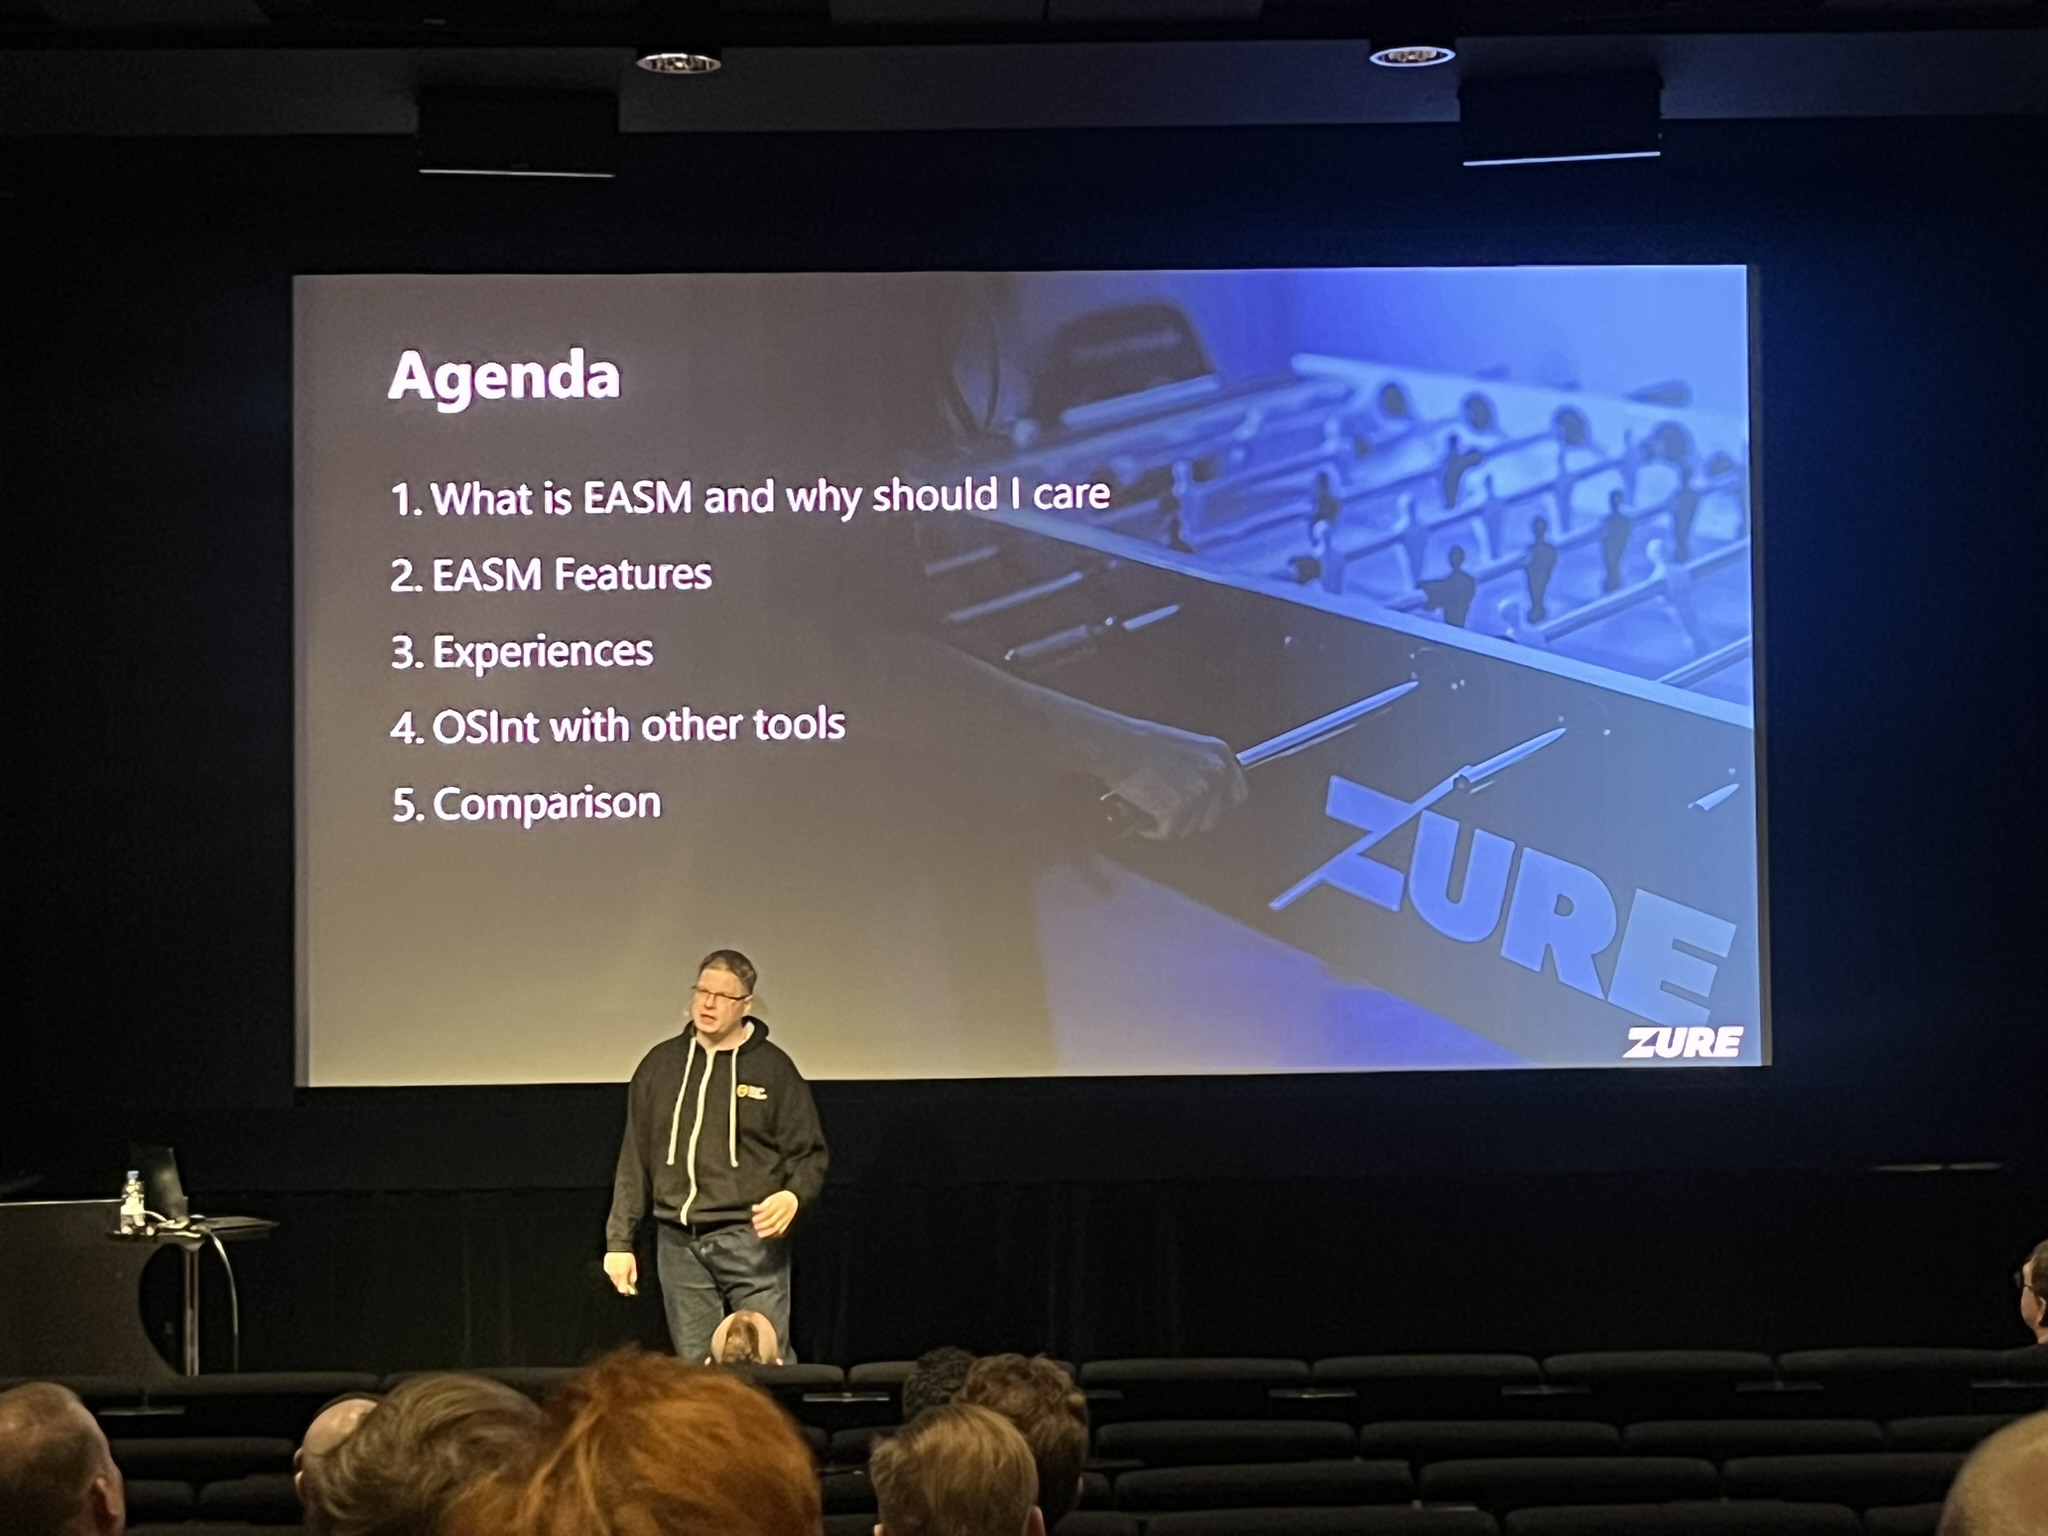 Agenda
1. What is EASM and why should I care
2. EASM Features
3. Experiences
4. OSInt with other tools
5. Comparison
ZURE
ZURE